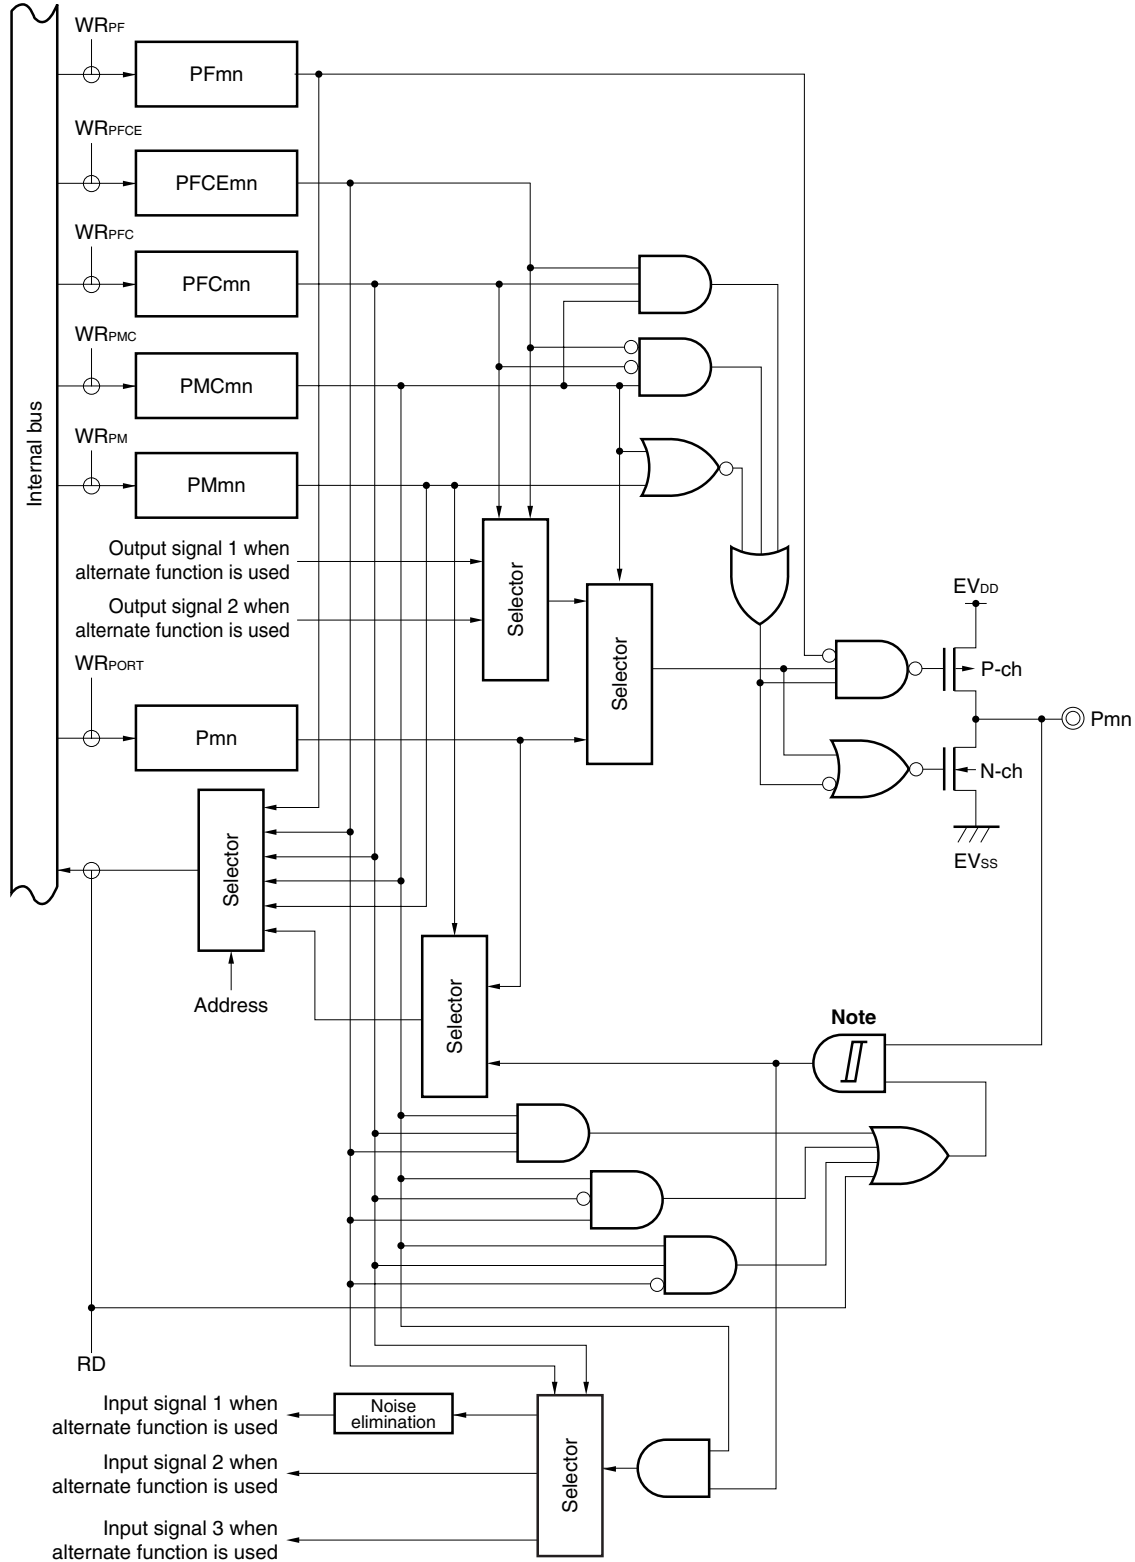 WRPF
PFmn
WRPFCE
PFCEmn
WRPFC
PFCmn
WRPMC
PMCmn
WRPM
PMmn
Internal bus
Output signal 1 when
alternate function is used
Output signal 2 when
alternate function is used
Selector
Selector
EVDD
P-ch
WRPORT
Pmn
Pmn
N-ch
EVSS
Selector
Address
Selector
Note
RD
Input signal 1 when
alternate function is used
Noise
elimination
Input signal 2 when
alternate function is used
Selector
Input signal 3 when
alternate function is used